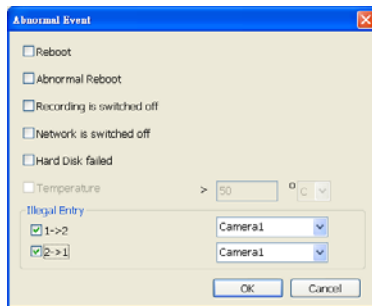 Abnormal Event
Reboot
Abnormal Reboot
Recording is switched off
Network is switched off
Hard Disk failed
Temperature > 50 ° C
Illegal Entry
1->2 Camera1
2->1 Camera1
OK Cancel